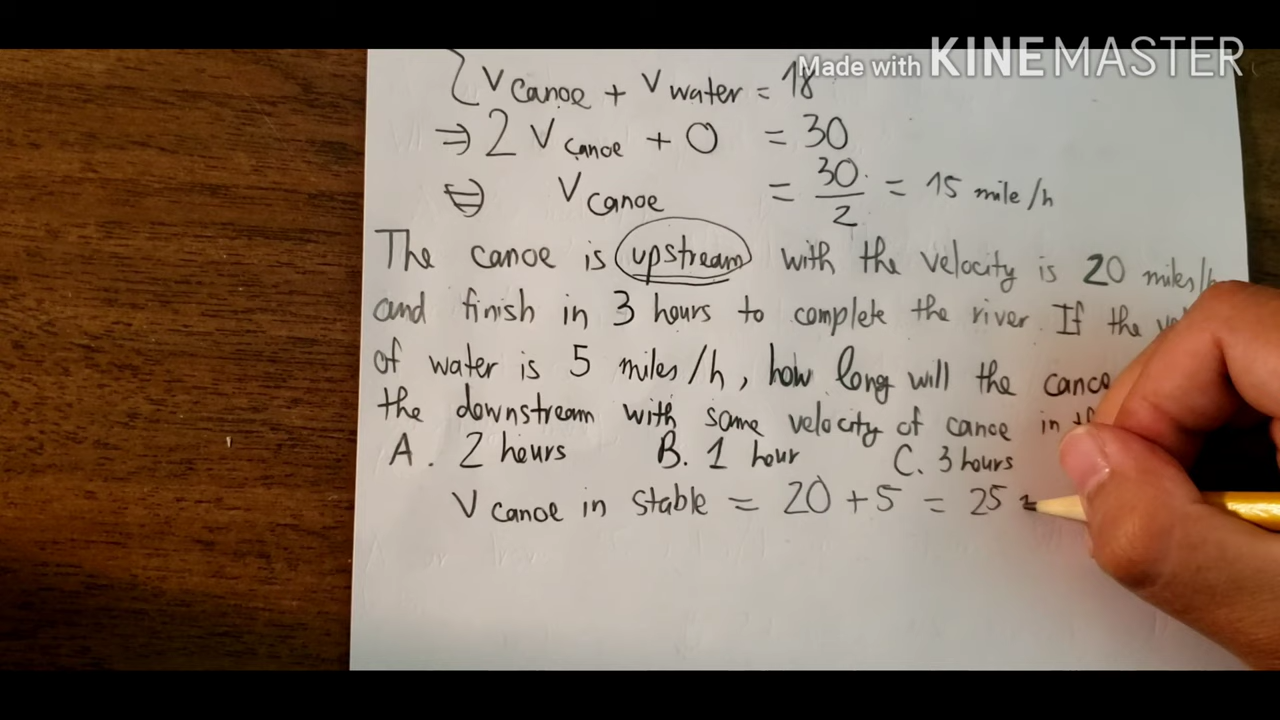 Made with KINEMASTER
V canoe + V water = 18
⇒ 2 V canoe + 0 = 30
⇔ V canoe = 30/2 = 15 mile/h
The canoe is upstream with the velocity is 20 miles/h
and finish in 3 hours to complete the river. If the
of water is 5 miles/h, how long will the canoe
the downstream with same velocity of canoe in
A. 2 hours B. 1 hour C. 3 hours
V canoe in stable = 20 + 5 = 25